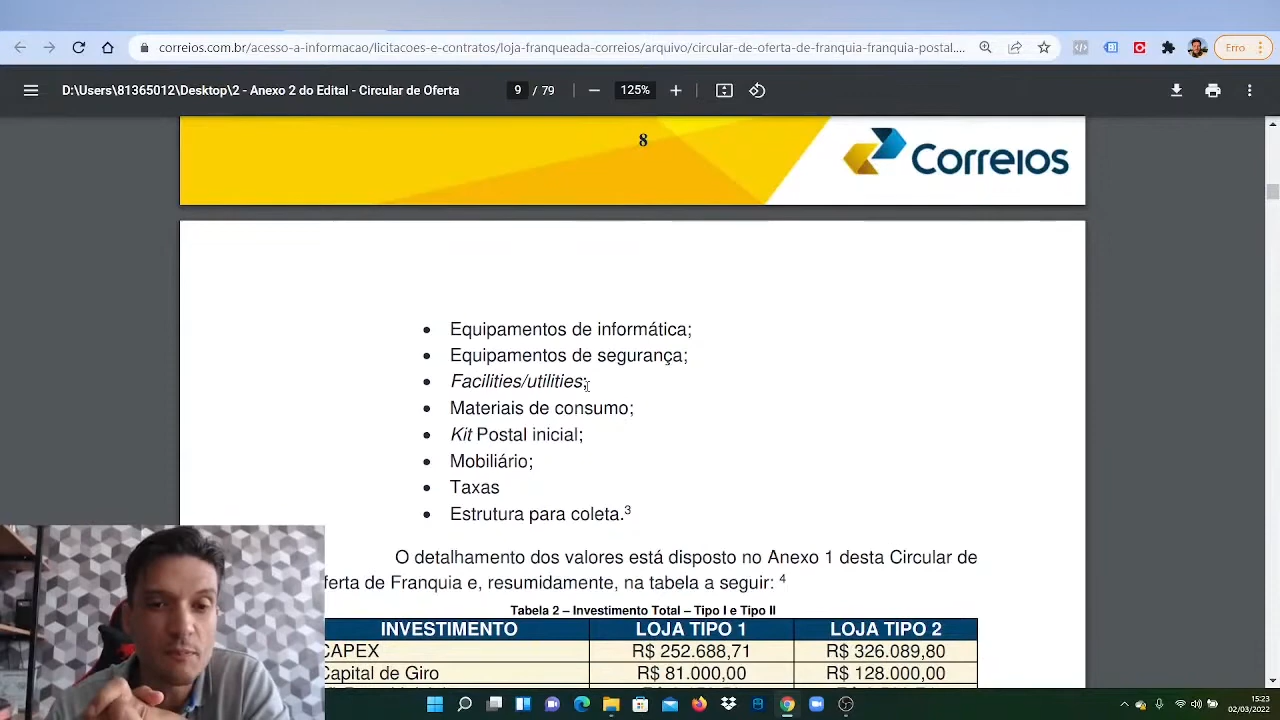 correios.com.br/acesso-a-informacao/licitacoes-e-contratos/loja-franqueada-correios/arquivo/circular-de-oferta-de-franquia-franquia-postal....
Erro
D:\Users\81365012\Desktop\2 - Anexo 2 do Edital - Circular de Oferta
9 / 79
125%
8
Correios
• Equipamentos de informática;
• Equipamentos de segurança;
• Facilities/utilities;
• Materiais de consumo;
• Kit Postal inicial;
• Mobiliário;
• Taxas
• Estrutura para coleta.3
O detalhamento dos valores está disposto no Anexo 1 desta Circular de
ferta de Franquia e, resumidamente, na tabela a seguir: 4
Tabela 2 – Investimento Total – Tipo I e Tipo II
INVESTIMENTO LOJA TIPO 1 LOJA TIPO 2
CAPEX R$ 252.688,71 R$ 326.089,80
Capital de Giro R$ 81.000,00 R$ 128.000,00
15:23
02/03/2022